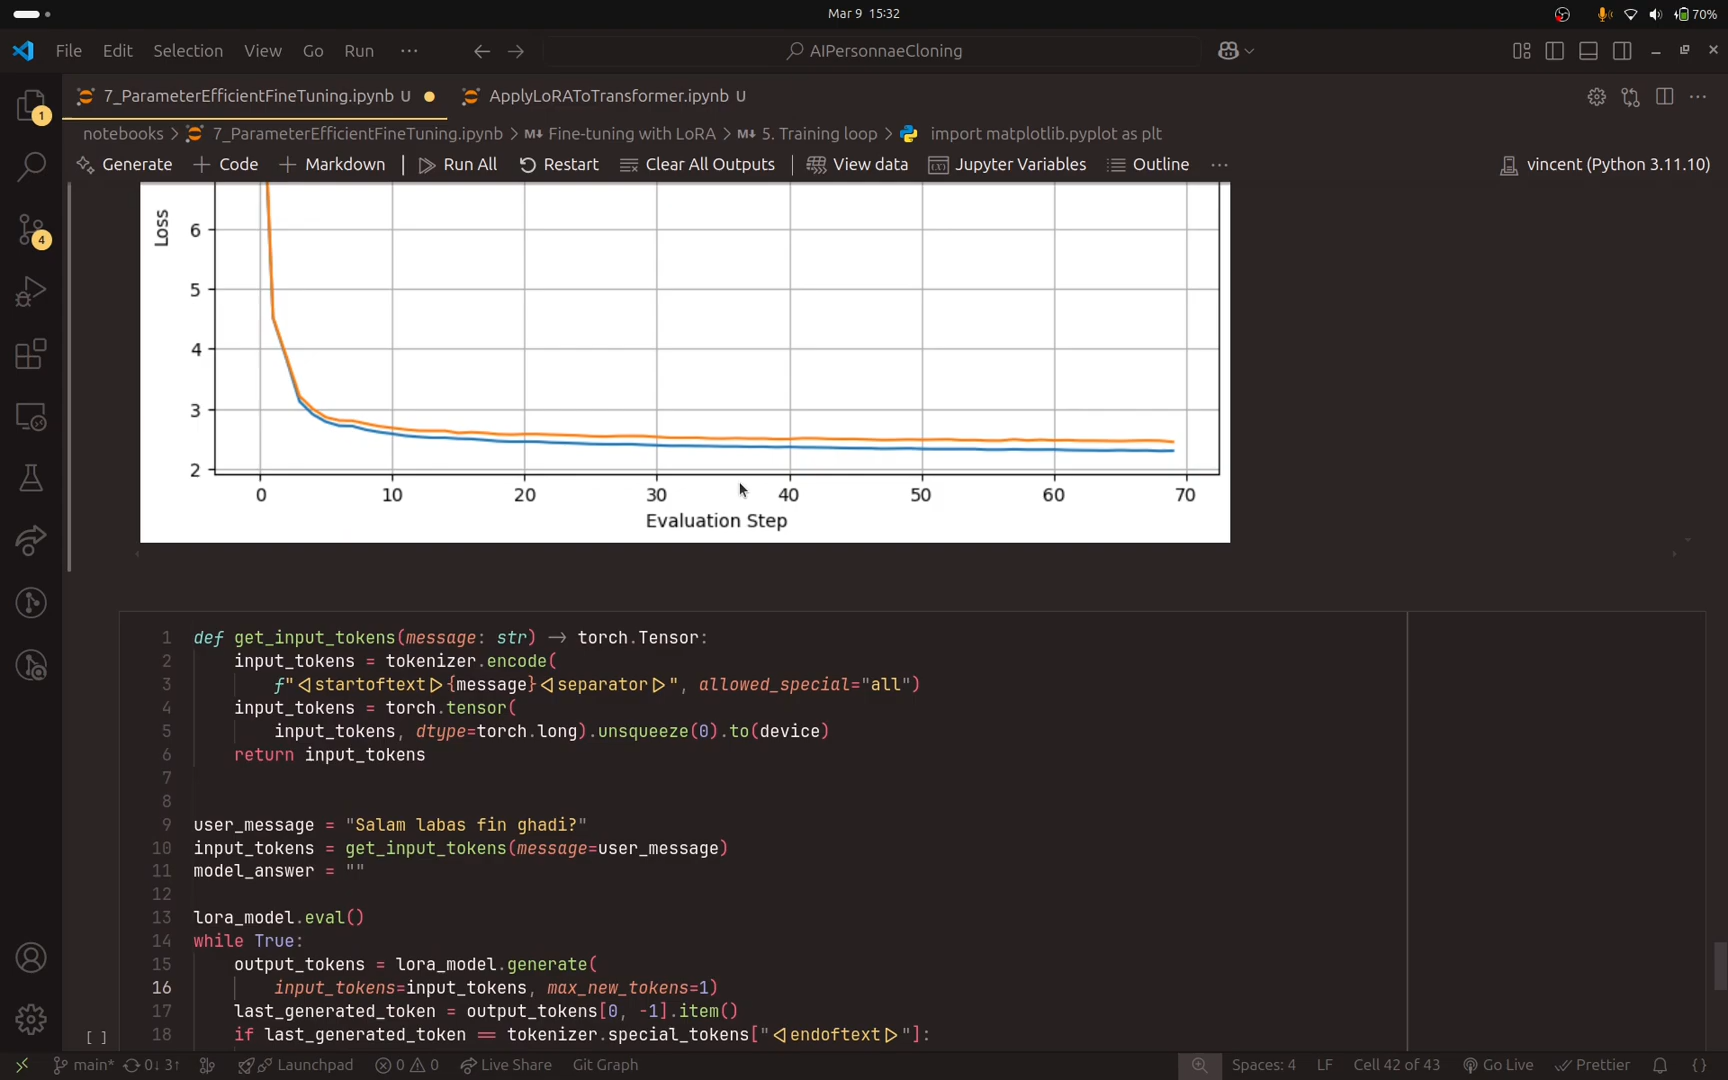 Mar 9 15:32
70%
File Edit Selection View Go Run ···
AIPersonnaeCloning
1
7_ParameterEfficientFineTuning.ipynb U
ApplyLoRAToTransformer.ipynb U
notebooks > 7_ParameterEfficientFineTuning.ipynb > M↓ Fine-tuning with LoRA > M↓ 5. Training loop > import matplotlib.pyplot as plt
Generate + Code + Markdown | Run All Restart Clear All Outputs | View data Jupyter Variables Outline ···
vincent (Python 3.11.10)
4
Loss
6
5
4
3
2
0 10 20 30 40 50 60 70
Evaluation Step
1 def get_input_tokens(message: str) -> torch.Tensor:
2 input_tokens = tokenizer.encode(
3 f"<|startoftext|>{message}<|separator|>", allowed_special="all")
4 input_tokens = torch.tensor(
5 input_tokens, dtype=torch.long).unsqueeze(0).to(device)
6 return input_tokens
7
8
9 user_message = "Salam labas fin ghadi?"
10 input_tokens = get_input_tokens(message=user_message)
11 model_answer = ""
12
13 lora_model.eval()
14 while True:
15 output_tokens = lora_model.generate(
16 input_tokens=input_tokens, max_new_tokens=1)
17 last_generated_token = output_tokens[0, -1].item()
[ ] 18 if last_generated_token == tokenizer.special_tokens["<|endoftext|>"]:
main* 0↓ 3↑ Launchpad 0 0 Live Share Git Graph
Spaces: 4 LF Cell 42 of 43 Go Live Prettier {}